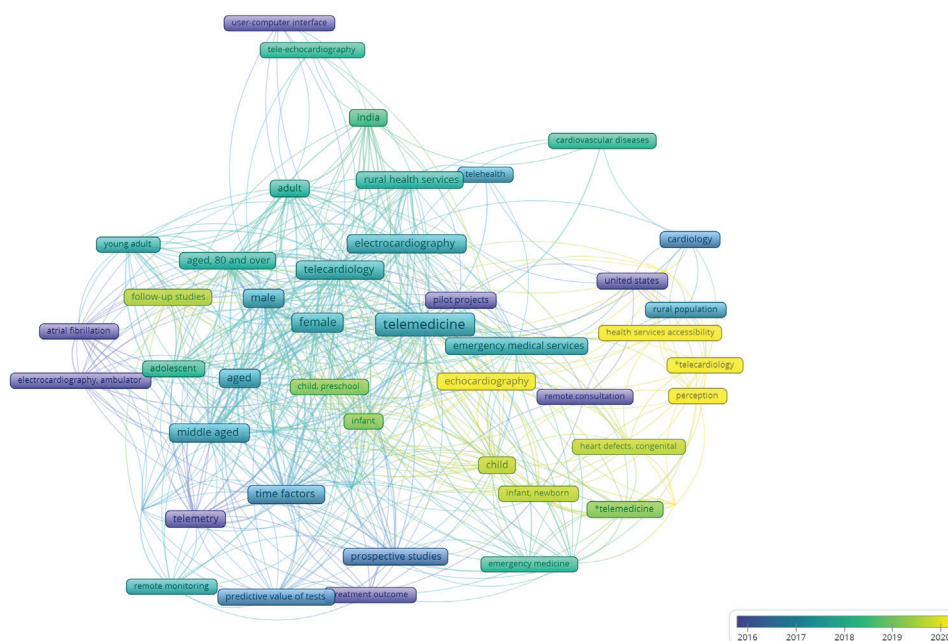 user-computer interface
tele-echocardiography
india
cardiovascular diseases
rural health services
telehealth
adult
cardiology
young adult
electrocardiography
aged, 80 and over
telecardiology
united states
follow-up studies
male
pilot projects
rural population
atrial fibrillation
female
telemedicine
health services accessibility
emergency medical services
adolescent
*telecardiology
electrocardiography, ambulator
aged
child, preschool
echocardiography
remote consultation
perception
infant
middle aged
heart defects, congenital
child
time factors
infant, newborn
*telemedicine
telemetry
prospective studies
emergency medicine
remote monitoring
predictive value of tests
treatment outcome
2016 2017 2018 2019 2020